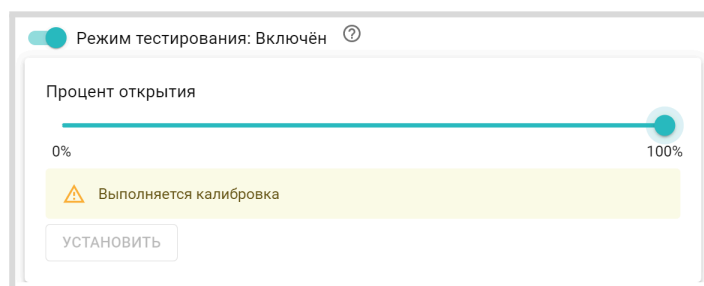 Режим тестирования: Включён
Процент открытия
0% 100%
Выполняется калибровка
УСТАНОВИТЬ